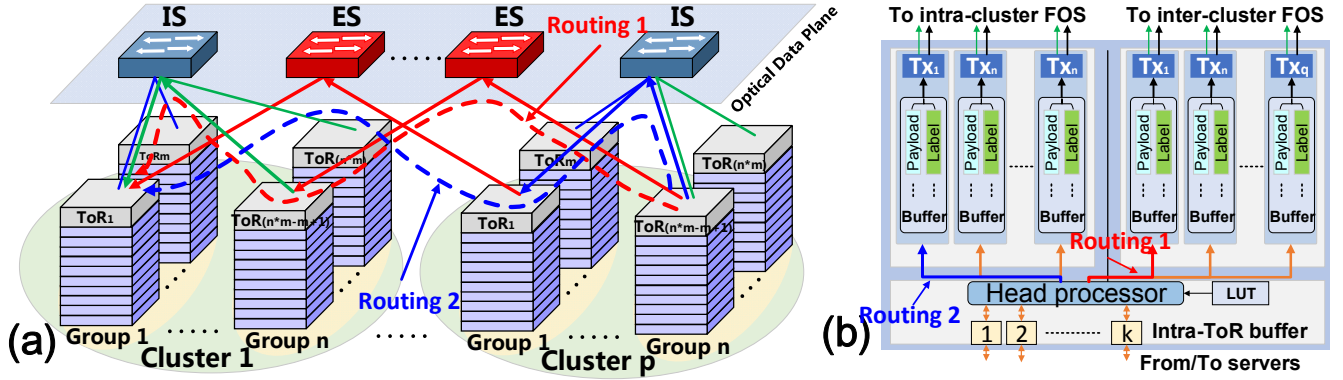 IS ES ES IS
Routing 1
Optical Data Plane
ToRm
ToR(n*m)
ToRm
ToR(n*m)
ToR1
ToR(n*m-m+1)
ToR1
ToR(n*m-m+1)
Routing 2
Group 1 ..... Group n ..... Group 1 ..... Group n
Cluster 1
Cluster p
(a)
To intra-cluster FOS To inter-cluster FOS
Tx1 Txn Txn Tx1 Txn Txq
Payload Label Payload Label Payload Label Payload Label Payload Label Payload Label
Buffer Buffer Buffer Buffer Buffer Buffer
Routing 1
Head processor LUT
Routing 2
1 2 k Intra-ToR buffer
From/To servers
(b)